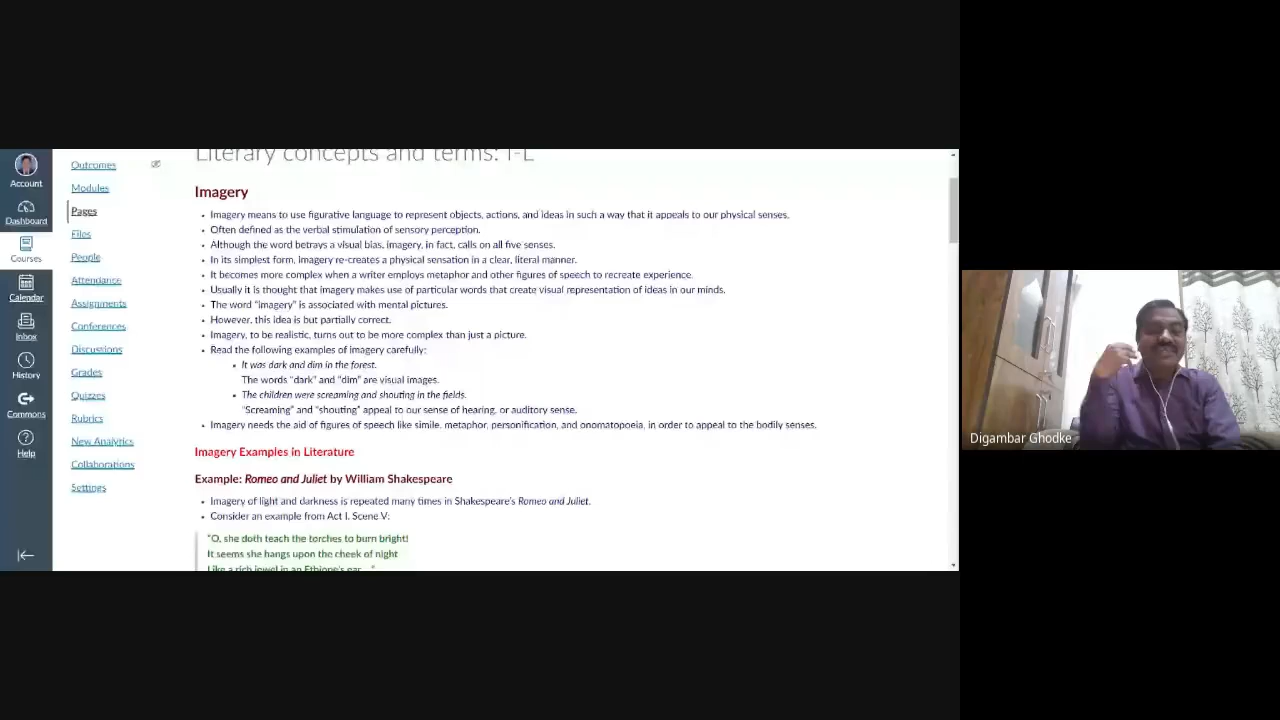 Literary concepts and terms: I-L
Account
Dashboard
Courses
Calendar
Inbox
History
Commons
Help
Outcomes
Modules
Pages
Files
People
Attendance
Assignments
Conferences
Discussions
Grades
Quizzes
Rubrics
New Analytics
Collaborations
Settings
Imagery
Imagery means to use figurative language to represent objects, actions, and ideas in such a way that it appeals to our physical senses.
Often defined as the verbal stimulation of sensory perception.
Although the word betrays a visual bias, imagery, in fact, calls on all five senses.
In its simplest form, imagery re-creates a physical sensation in a clear, literal manner.
It becomes more complex when a writer employs metaphor and other figures of speech to recreate experience.
Usually it is thought that imagery makes use of particular words that create visual representation of ideas in our minds.
The word "imagery" is associated with mental pictures.
However, this idea is but partially correct.
Imagery, to be realistic, turns out to be more complex than just a picture.
Read the following examples of imagery carefully:
It was dark and dim in the forest.
The words "dark" and "dim" are visual images.
The children were screaming and shouting in the fields.
"Screaming" and "shouting" appeal to our sense of hearing, or auditory sense.
Imagery needs the aid of figures of speech like simile, metaphor, personification, and onomatopoeia, in order to appeal to the bodily senses.
Imagery Examples in Literature
Example: Romeo and Juliet by William Shakespeare
Imagery of light and darkness is repeated many times in Shakespeare's Romeo and Juliet.
Consider an example from Act I, Scene V:
"O, she doth teach the torches to burn bright!
It seems she hangs upon the cheek of night
Like a rich jewel in an Ethiope's ear..."
Digambar Ghodke